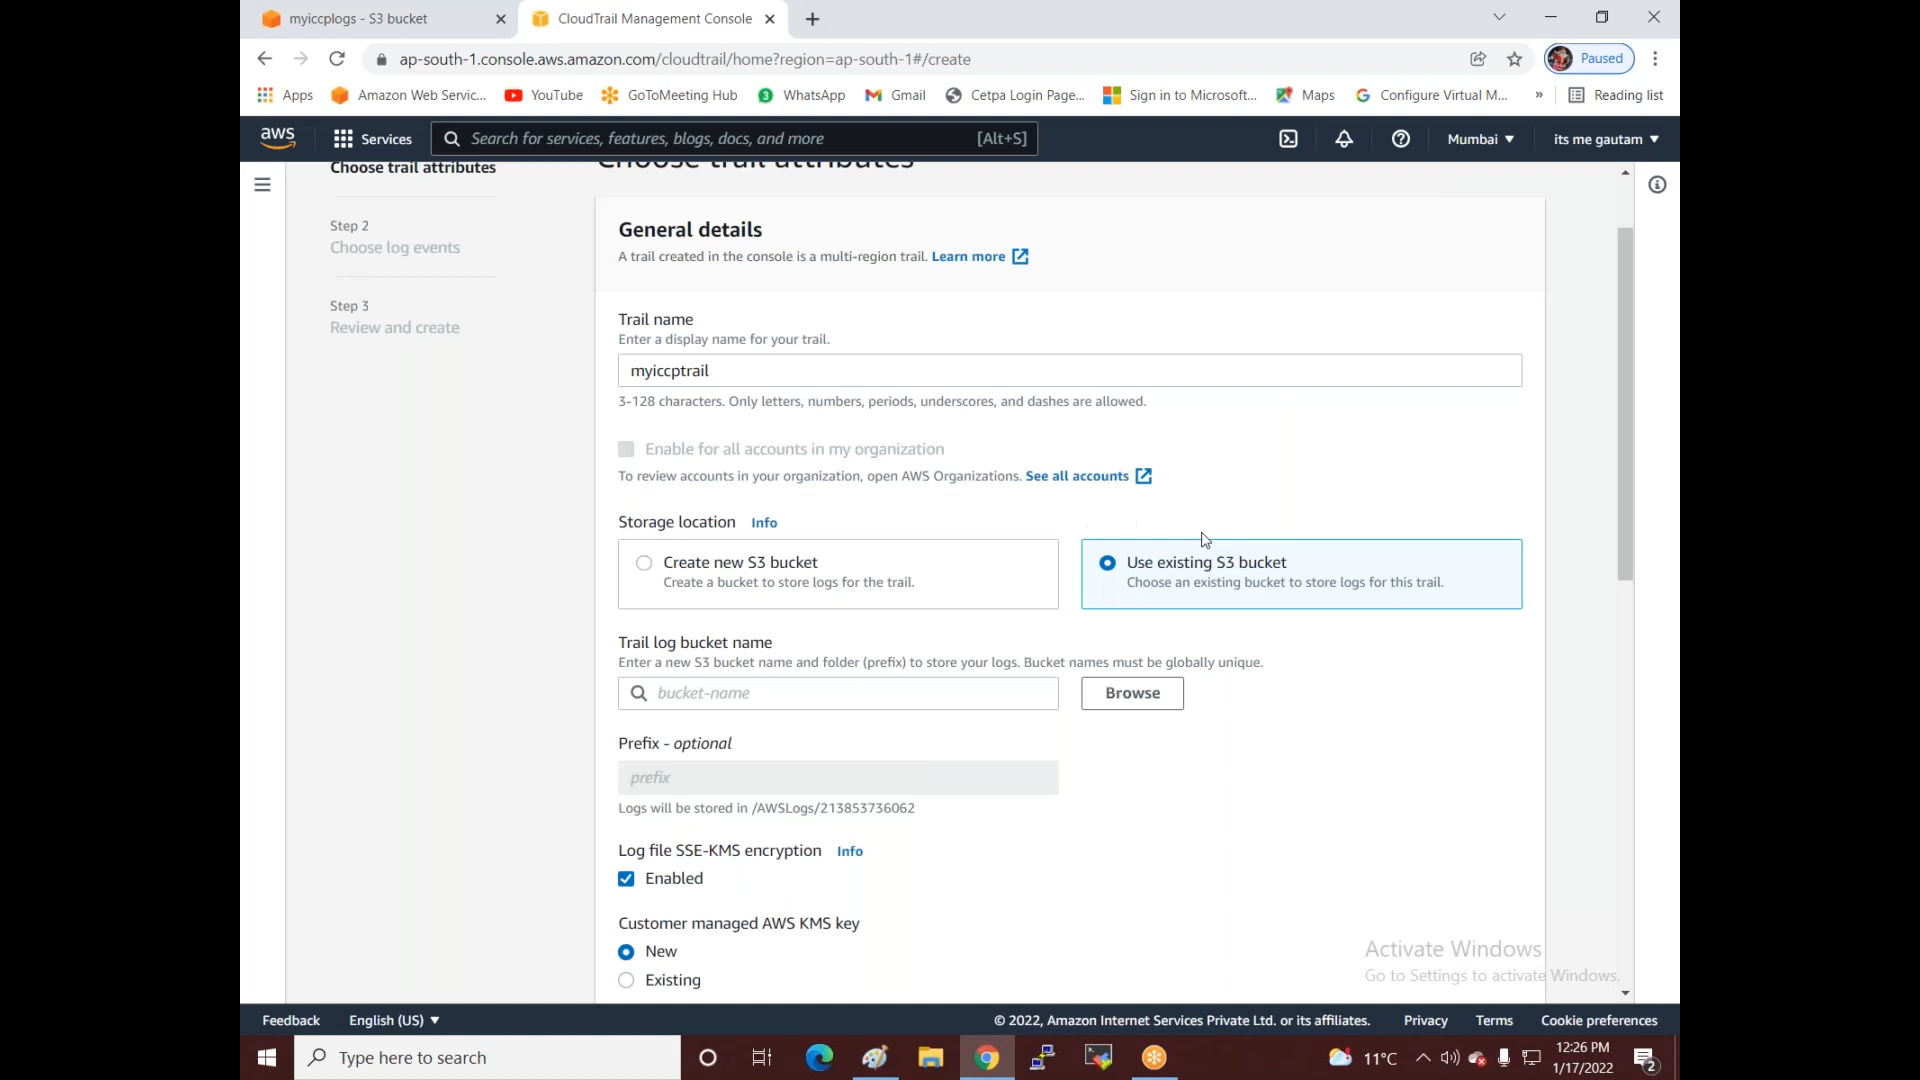 myiccplogs - S3 bucket
CloudTrail Management Console
ap-south-1.console.aws.amazon.com/cloudtrail/home?region=ap-south-1#/create
Paused
Apps
Amazon Web Servic...
YouTube
GoToMeeting Hub
3
WhatsApp
Gmail
Cetpa Login Page...
Sign in to Microsoft...
Maps
Configure Virtual M...
»
Reading list
aws
Services
Search for services, features, blogs, docs, and more
[Alt+S]
Mumbai ▼
its me gautam ▼
Choose trail attributes
Choose trail attributes
Step 2
Choose log events
Step 3
Review and create
General details
A trail created in the console is a multi-region trail. Learn more
Trail name
Enter a display name for your trail.
myiccptrail
3-128 characters. Only letters, numbers, periods, underscores, and dashes are allowed.
Enable for all accounts in my organization
To review accounts in your organization, open AWS Organizations. See all accounts
Storage location Info
Create new S3 bucket
Create a bucket to store logs for the trail.
Use existing S3 bucket
Choose an existing bucket to store logs for this trail.
Trail log bucket name
Enter a new S3 bucket name and folder (prefix) to store your logs. Bucket names must be globally unique.
bucket-name
Browse
Prefix - optional
prefix
Logs will be stored in /AWSLogs/213853736062
Log file SSE-KMS encryption Info
Enabled
Customer managed AWS KMS key
New
Existing
Activate Windows
Go to Settings to activate Windows.
Feedback
English (US) ▼
© 2022, Amazon Internet Services Private Ltd. or its affiliates.
Privacy
Terms
Cookie preferences
Type here to search
11°C
12:26 PM
1/17/2022
2